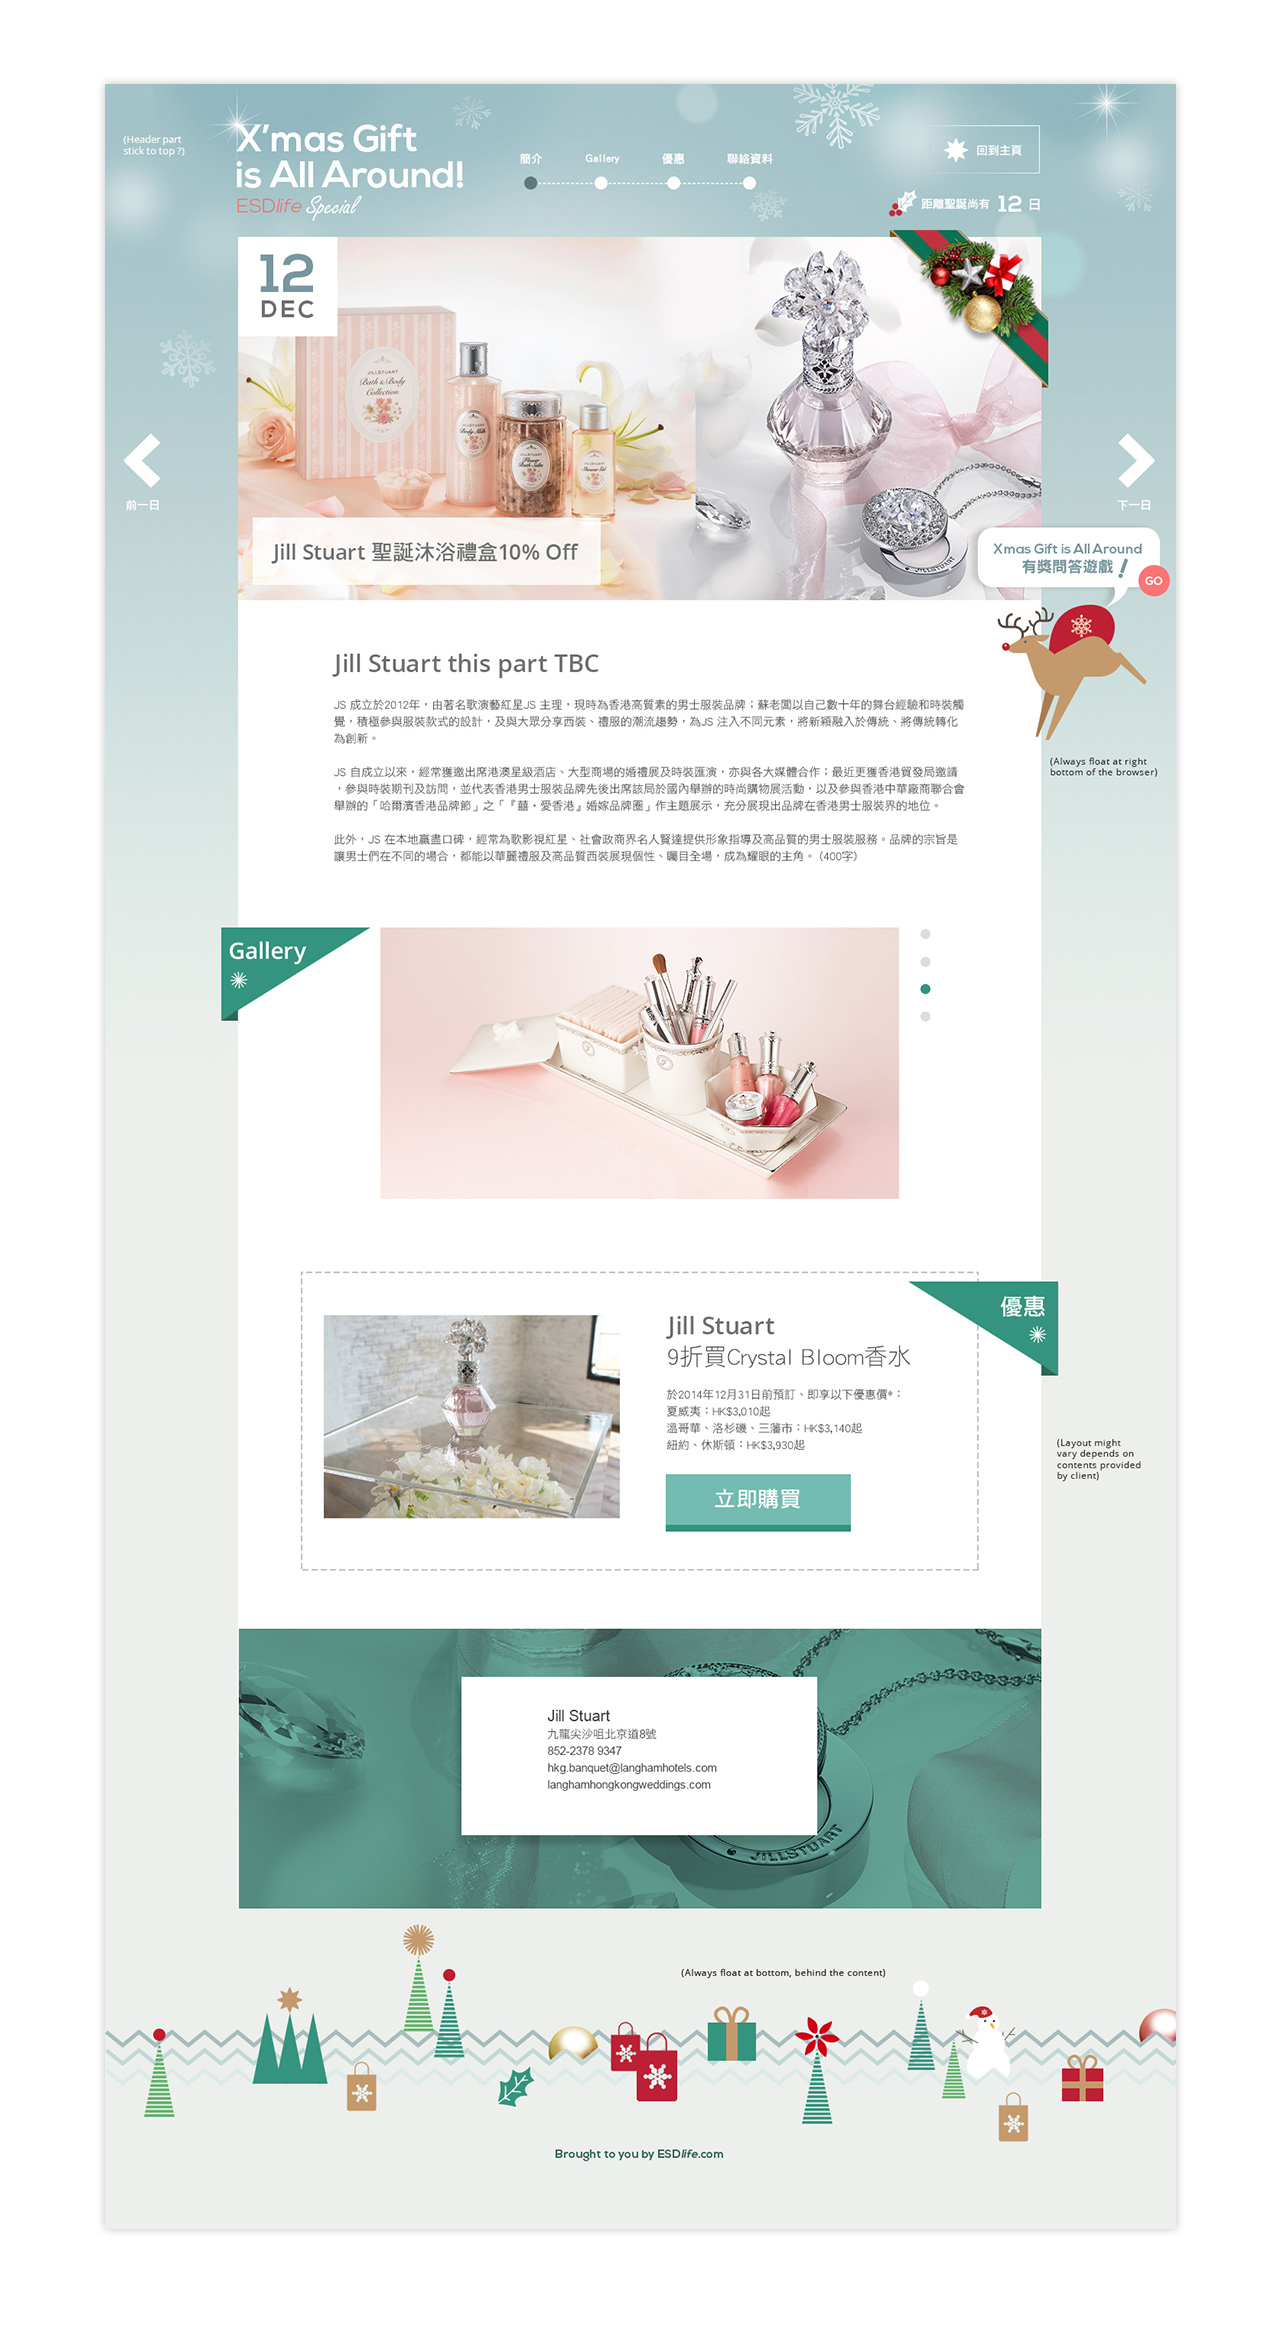 (Header part
stick to top ?)
X'mas Gift
is All Around!
ESDlife Special
簡介
Gallery
優惠
聯絡資料
回到主頁
距離聖誕尚有 12 日
12
DEC
JILLSTUART
Bath & Body
Collection
JILLSTUART
Body Milk
JILLSTUART
Flower
Bath Salts
JILLSTUART
Shower Gel
JILLSTUART
Jill Stuart 聖誕沐浴禮盒10% Off
前一日
下一日
Xmas Gift is All Around
有獎問答遊戲!
GO
(Always float at right
bottom of the browser)
Jill Stuart this part TBC
JS 成立於2012年，由著名歌演藝紅星JS 主理，現時為香港高質素的男士服裝品牌；蘇老闆以自己數十年的舞台經驗和時裝觸
覺，積極參與服裝款式的設計，及與大眾分享西裝、禮服的潮流趨勢，為JS 注入不同元素，將新穎融入於傳統、將傳統轉化
為創新。
JS 自成立以來，經常獲邀出席港澳星級酒店、大型商場的婚禮展及時裝匯演，亦與各大媒體合作；最近更獲香港貿發局邀請
，參與時裝期刊及訪問，並代表香港男士服裝品牌先後出席該局於國內舉辦的時尚購物展活動，以及參與香港中華廠商聯合會
舉辦的「哈爾濱香港品牌節」之「『囍・愛香港』婚嫁品牌圈」作主題展示，充分展現出品牌在香港男士服裝界的地位。
此外，JS 在本地贏盡口碑，經常為歌影視紅星、社會政商界名人賢達提供形象指導及高品質的男士服裝服務。品牌的宗旨是
讓男士們在不同的場合，都能以華麗禮服及高品質西裝展現個性、矚目全場，成為耀眼的主角。（400字）
Gallery
優惠
Jill Stuart
9折買Crystal Bloom香水
於2014年12月31日前預訂、即享以下優惠價*：
夏威夷：HK$3,010起
溫哥華、洛杉磯、三藩市：HK$3,140起
紐約、休斯頓：HK$3,930起
立即購買
(Layout might
vary depends on
contents provided
by client)
Jill Stuart
九龍尖沙咀北京道8號
852-2378 9347
hkg.banquet@langhamhotels.com
langhamhongkongweddings.com
JILLSTUART
(Always float at bottom, behind the content)
Brought to you by ESDlife.com